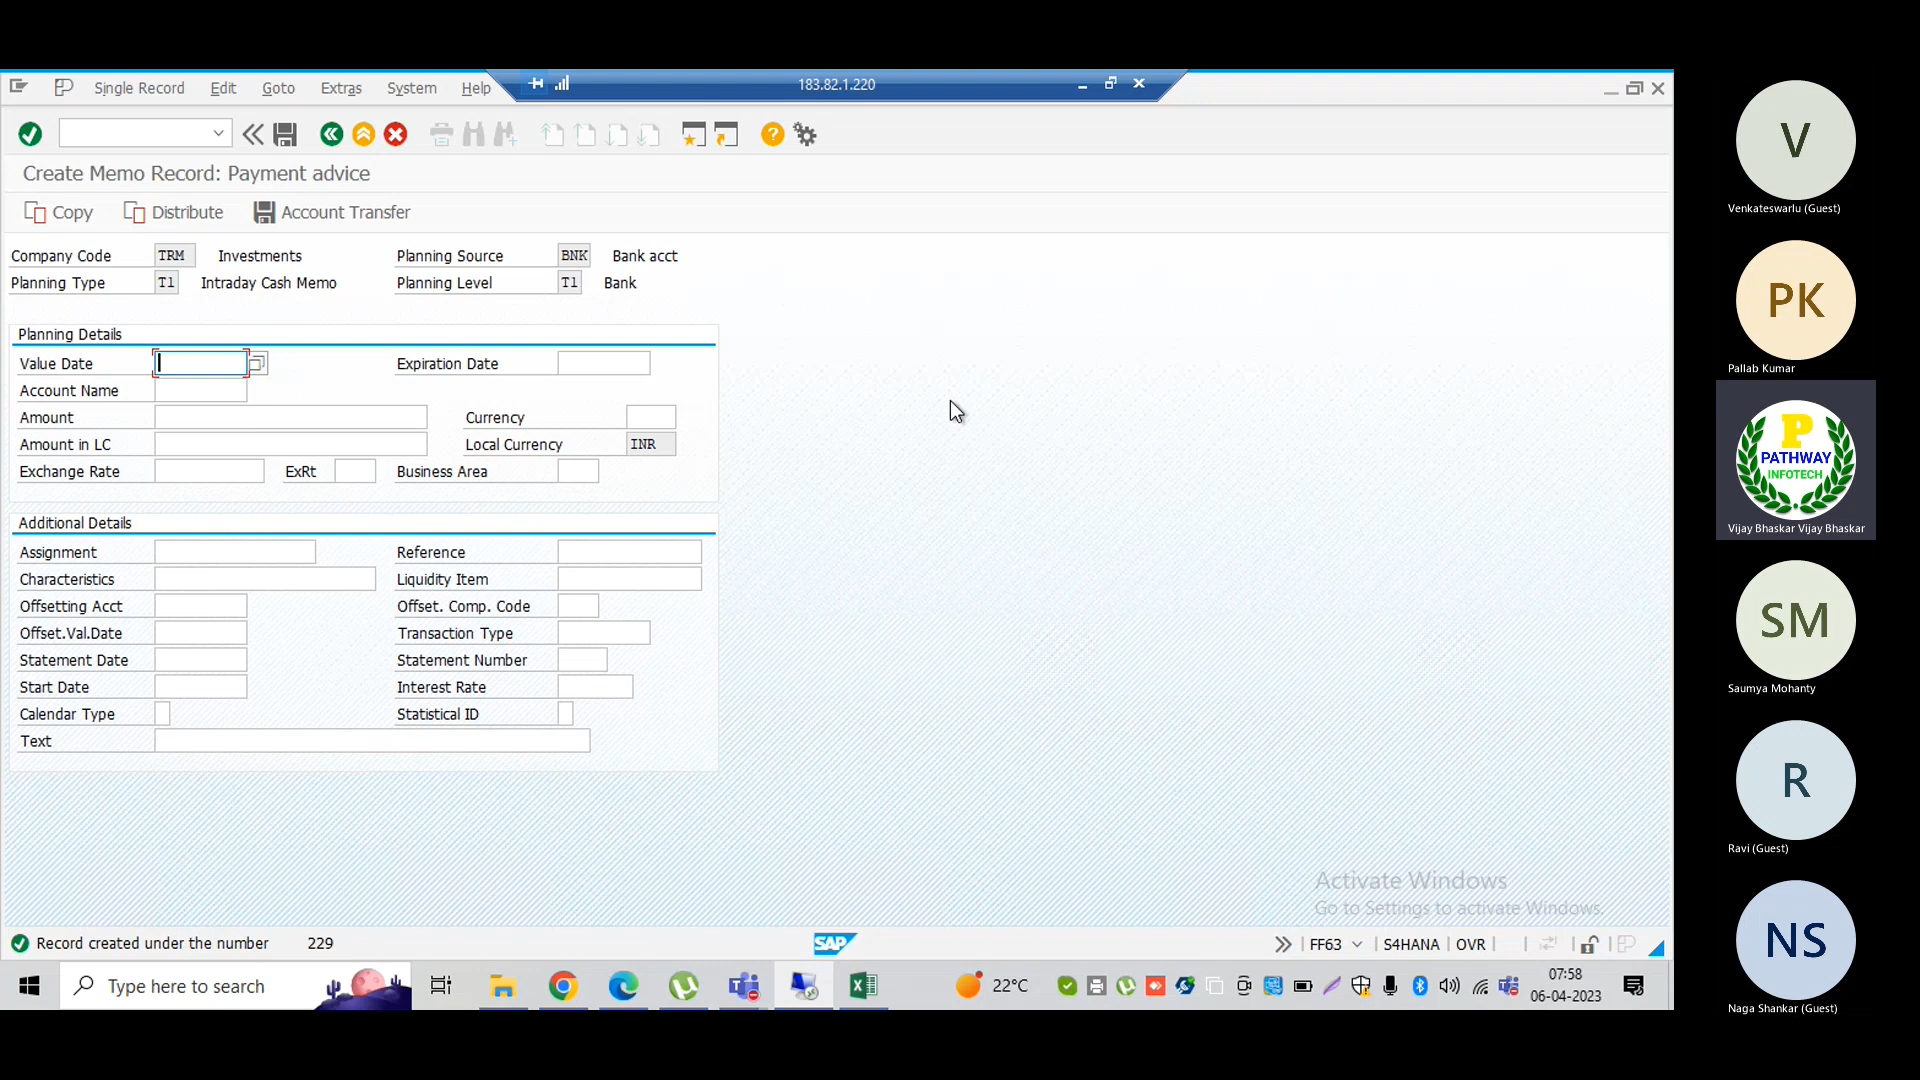 Single Record Edit Goto Extras System Help 183.82.1.220
Create Memo Record: Payment advice
Copy Distribute Account Transfer
Company Code TRM Investments Planning Source BNK Bank acct
Planning Type T1 Intraday Cash Memo Planning Level T1 Bank
Planning Details
Value Date Expiration Date
Account Name
Amount Currency
Amount in LC Local Currency INR
Exchange Rate ExRt Business Area
Additional Details
Assignment Reference
Characteristics Liquidity Item
Offsetting Acct Offset. Comp. Code
Offset.Val.Date Transaction Type
Statement Date Statement Number
Start Date Interest Rate
Calendar Type Statistical ID
Text
Activate Windows
Go to Settings to activate Windows.
Record created under the number 229 SAP FF63 S4HANA OVR
Type here to search 22°C 07:58
06-04-2023
V
Venkateswarlu (Guest)
PK
Pallab Kumar
P
PATHWAY
INFOTECH
Vijay Bhaskar Vijay Bhaskar
SM
Saumya Mohanty
R
Ravi (Guest)
NS
Naga Shankar (Guest)